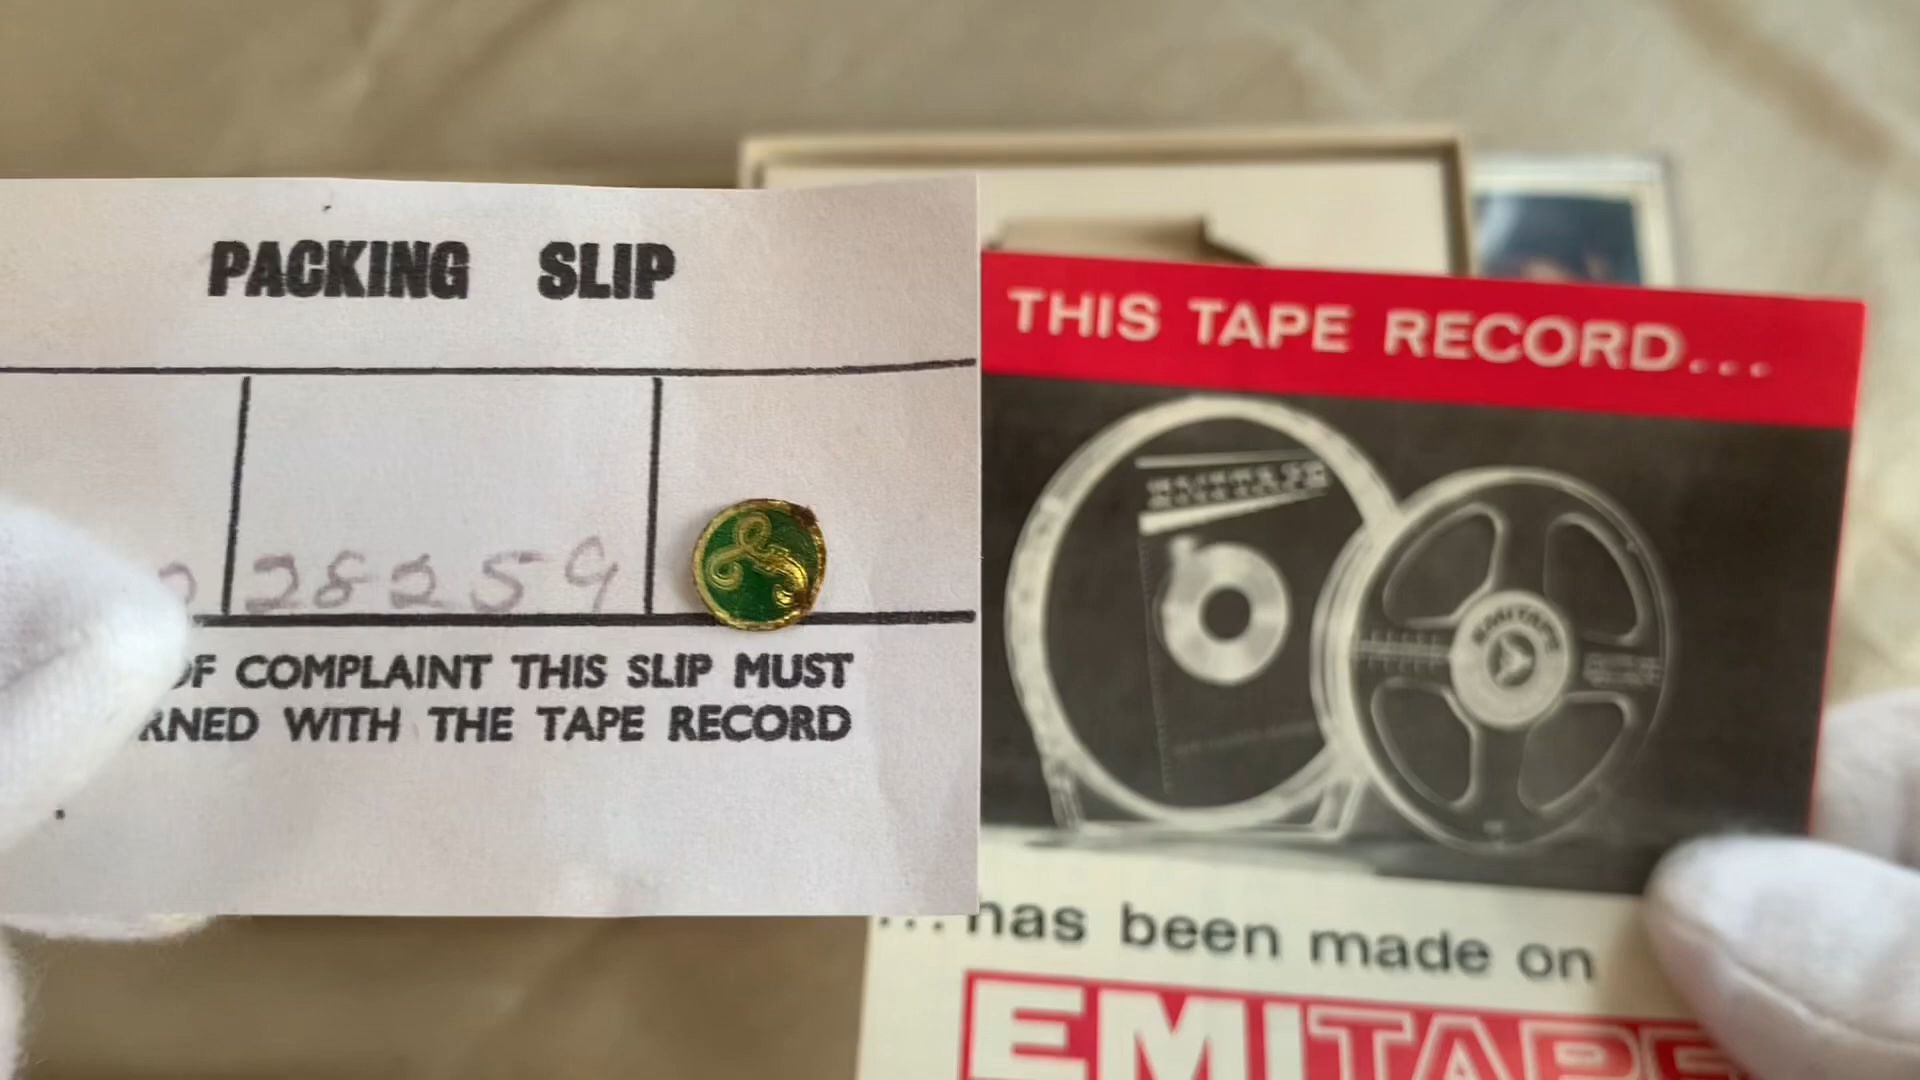 PACKING SLIP
28259
OF COMPLAINT THIS SLIP MUST
RNED WITH THE TAPE RECORD
THIS TAPE RECORD...
EMITAPE
...has been made on
EMITAPE